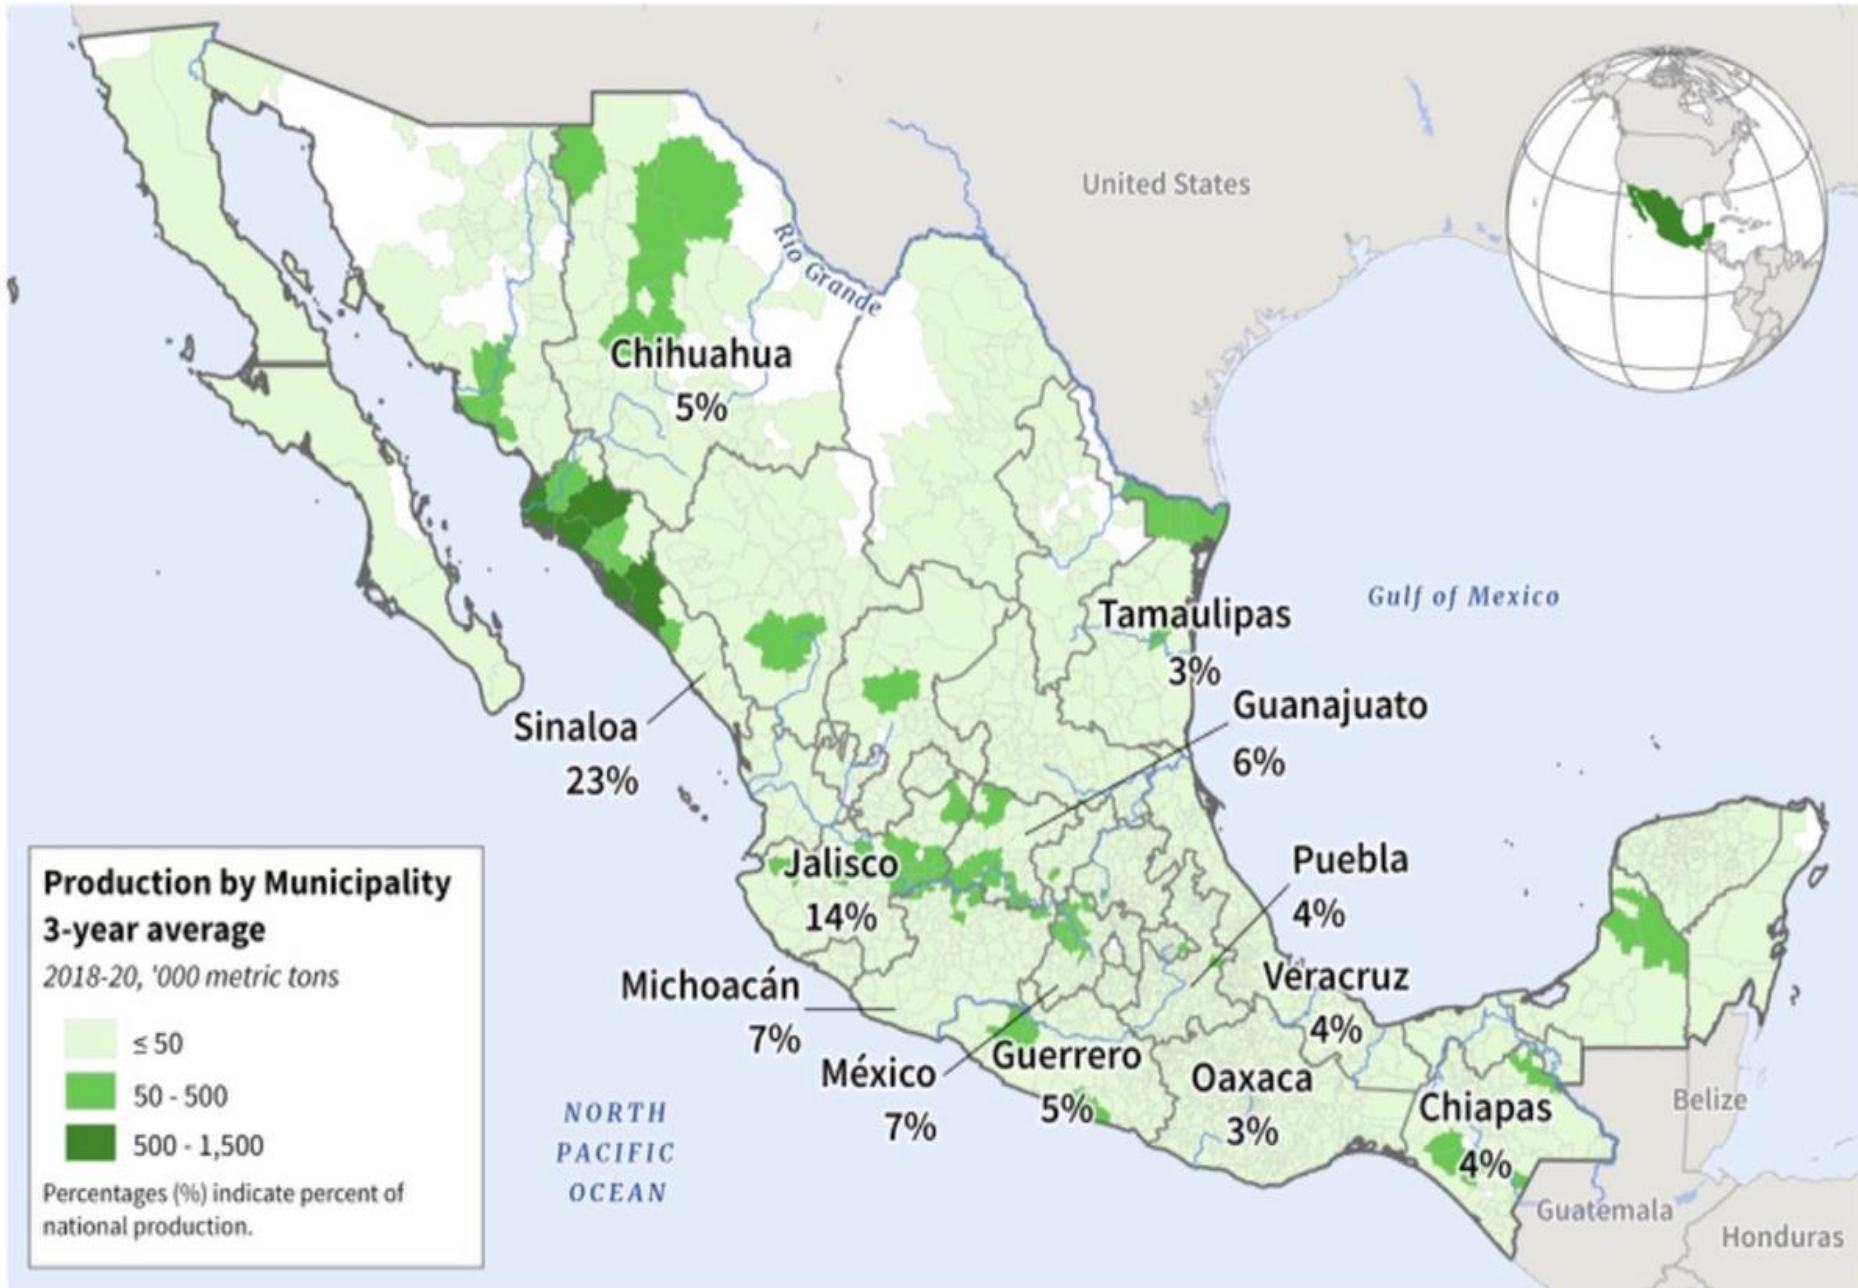 United States
Rio Grande
Chihuahua
5%
Gulf of Mexico
Tamaulipas
3%
Guanajuato
6%
Sinaloa
23%
Puebla
4%
Jalisco
14%
Veracruz
4%
Michoacán
7%
México
7%
Guerrero
5%
Oaxaca
3%
Chiapas
4%
Belize
Guatemala
Honduras
NORTH
PACIFIC
OCEAN
Production by Municipality
3-year average
2018-20, '000 metric tons
≤ 50
50 - 500
500 - 1,500
Percentages (%) indicate percent of
national production.